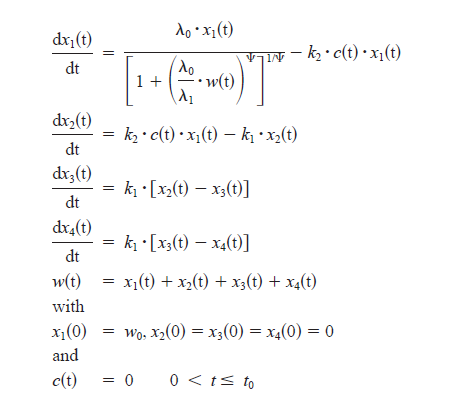 dx₁(t)/dt = λ₀ · x₁(t) / [1 + (λ₀/λ₁ · w(t))^Ψ]^1/Ψ − k₂ · c(t) · x₁(t)
dx₂(t)/dt = k₂ · c(t) · x₁(t) − k₁ · x₂(t)
dx₃(t)/dt = k₁ · [x₂(t) − x₃(t)]
dx₄(t)/dt = k₁ · [x₃(t) − x₄(t)]
w(t) = x₁(t) + x₂(t) + x₃(t) + x₄(t)
with
x₁(0) = w₀, x₂(0) = x₃(0) = x₄(0) = 0
and
c(t) = 0 0 < t ≤ t₀